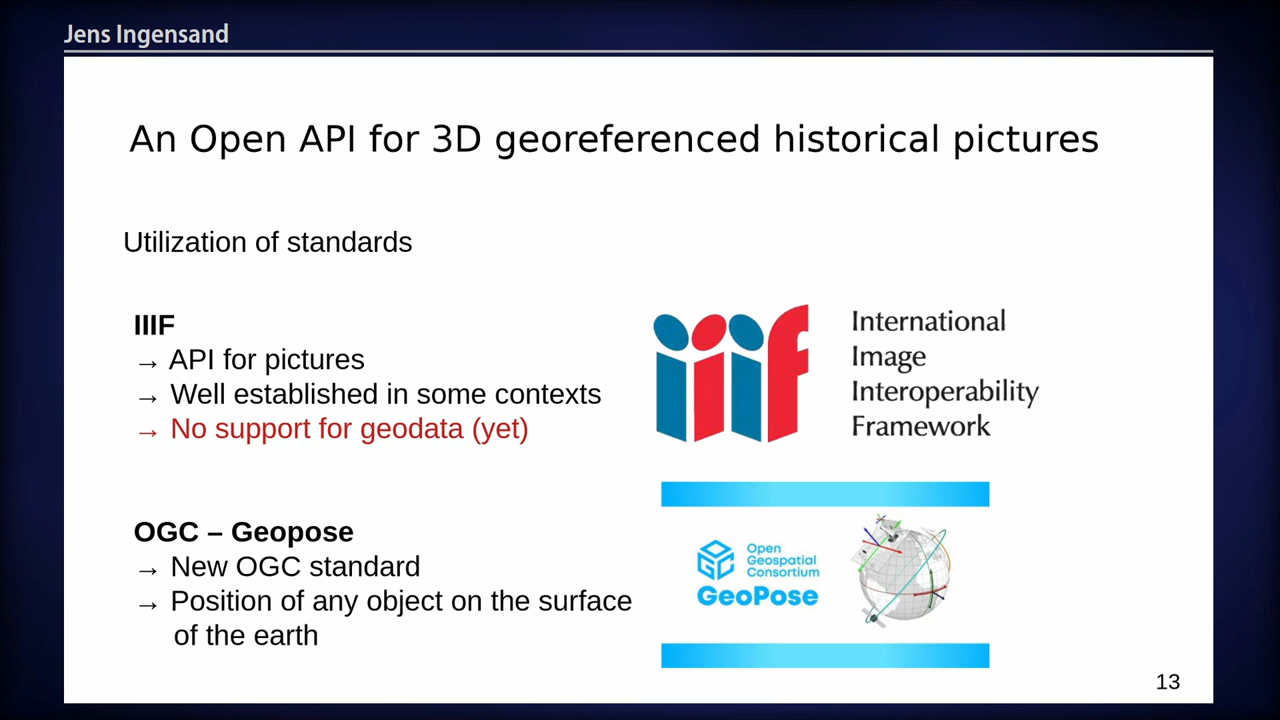 Jens Ingensand
An Open API for 3D georeferenced historical pictures
Utilization of standards
IIIF
→ API for pictures
→ Well established in some contexts
→ No support for geodata (yet)
iiif
International
Image
Interoperability
Framework
OGC – Geopose
→ New OGC standard
→ Position of any object on the surface
of the earth
OGC
Open
Geospatial
Consortium
GeoPose
13